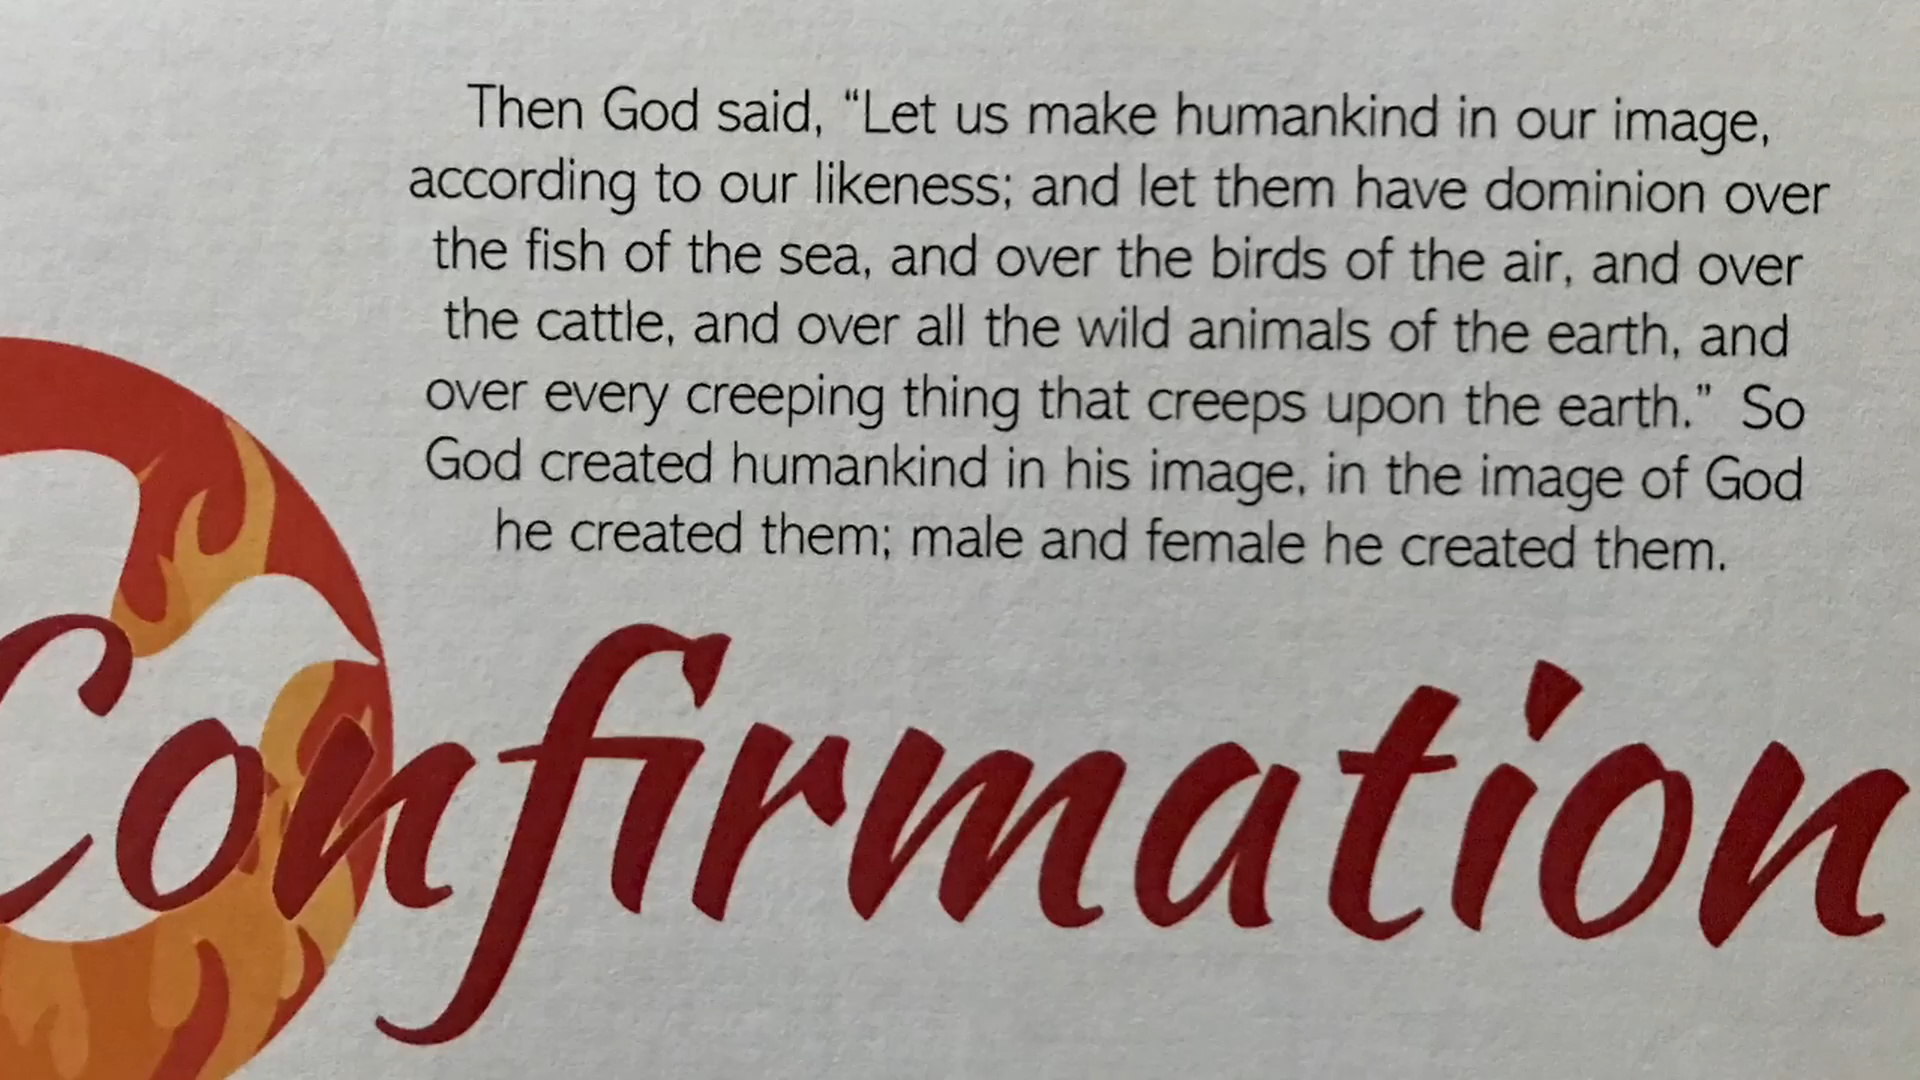 Then God said, “Let us make humankind in our image,
according to our likeness; and let them have dominion over
the fish of the sea, and over the birds of the air, and over
the cattle, and over all the wild animals of the earth, and
over every creeping thing that creeps upon the earth.”  So
God created humankind in his image, in the image of God
he created them; male and female he created them.
Confirmation